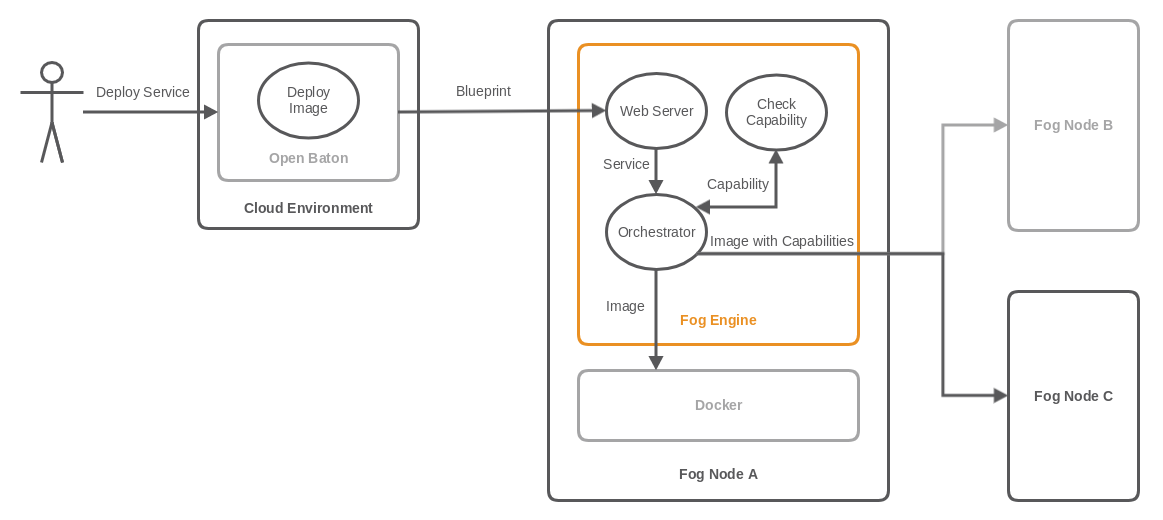 Deploy Service
Deploy
Image
Open Baton
Cloud Environment
Blueprint
Web Server
Check
Capability
Service
Capability
Orchestrator
Image with Capabilities
Image
Fog Engine
Docker
Fog Node A
Fog Node B
Fog Node C